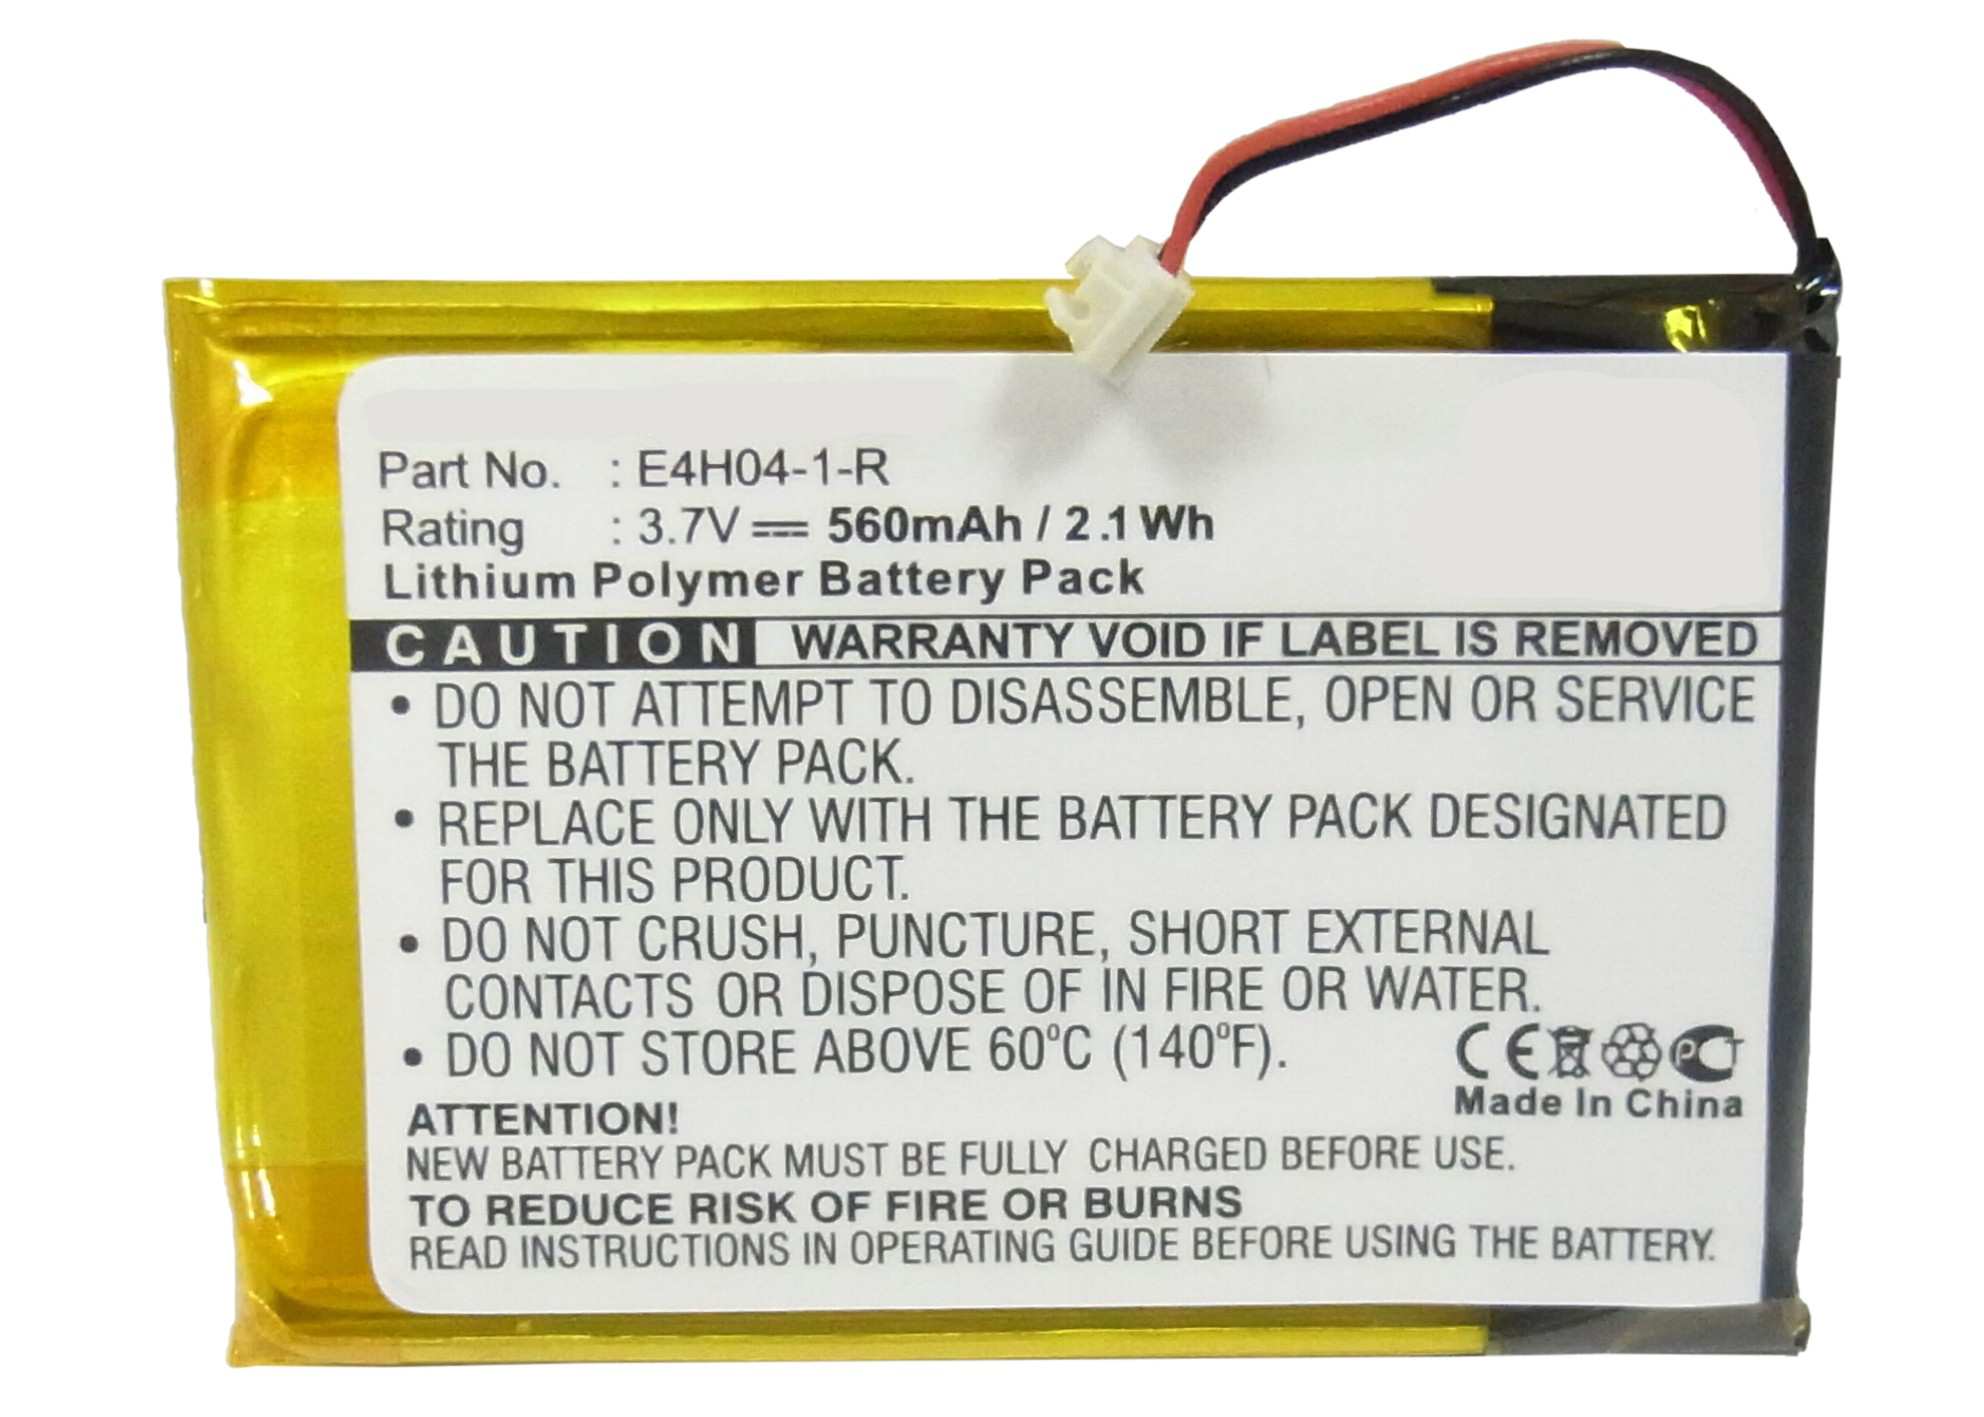 Part No. : E4H04-1-R
Rating : 3.7V ⎓ 560mAh / 2.1Wh
Lithium Polymer Battery Pack
CAUTION WARRANTY VOID IF LABEL IS REMOVED
• DO NOT ATTEMPT TO DISASSEMBLE, OPEN OR SERVICE
THE BATTERY PACK.
• REPLACE ONLY WITH THE BATTERY PACK DESIGNATED
FOR THIS PRODUCT.
• DO NOT CRUSH, PUNCTURE, SHORT EXTERNAL
CONTACTS OR DISPOSE OF IN FIRE OR WATER.
• DO NOT STORE ABOVE 60°C (140°F).
CE PCT
Made In China
ATTENTION!
NEW BATTERY PACK MUST BE FULLY CHARGED BEFORE USE.
TO REDUCE RISK OF FIRE OR BURNS
READ INSTRUCTIONS IN OPERATING GUIDE BEFORE USING THE BATTERY.